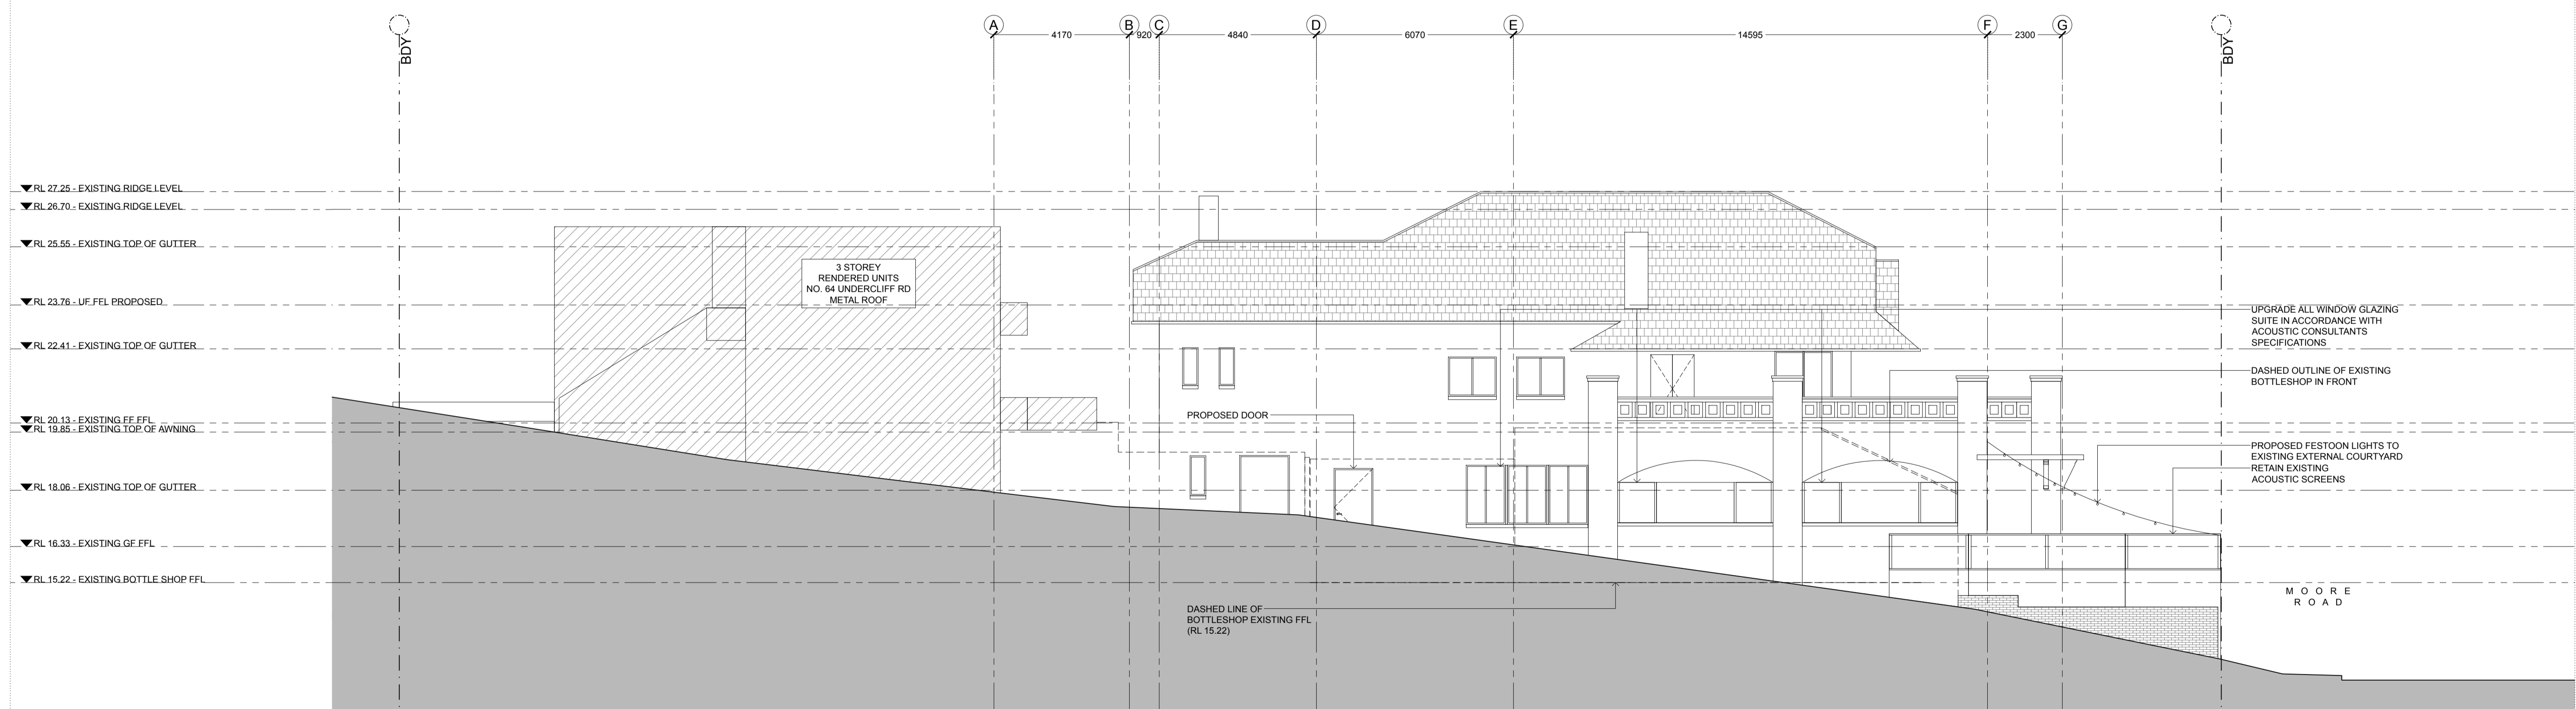 A
B
C
D
E
F
G
BDY
BDY
4170
920
4840
6070
14595
2300
RL 27.25 - EXISTING RIDGE LEVEL
RL 26.70 - EXISTING RIDGE LEVEL
RL 25.55 - EXISTING TOP OF GUTTER
RL 23.76 - UF FFL PROPOSED
RL 22.41 - EXISTING TOP OF GUTTER
RL 20.13 - EXISTING FF FFL
RL 19.85 - EXISTING TOP OF AWNING
RL 18.06 - EXISTING TOP OF GUTTER
RL 16.33 - EXISTING GF FFL
RL 15.22 - EXISTING BOTTLE SHOP FFL
3 STOREY
RENDERED UNITS
NO. 64 UNDERCLIFF RD
METAL ROOF
PROPOSED DOOR
DASHED LINE OF
BOTTLESHOP EXISTING FFL
(RL 15.22)
UPGRADE ALL WINDOW GLAZING
SUITE IN ACCORDANCE WITH
ACOUSTIC CONSULTANTS
SPECIFICATIONS
DASHED OUTLINE OF EXISTING
BOTTLESHOP IN FRONT
PROPOSED FESTOON LIGHTS TO
EXISTING EXTERNAL COURTYARD
RETAIN EXISTING
ACOUSTIC SCREENS
MOORE
ROAD